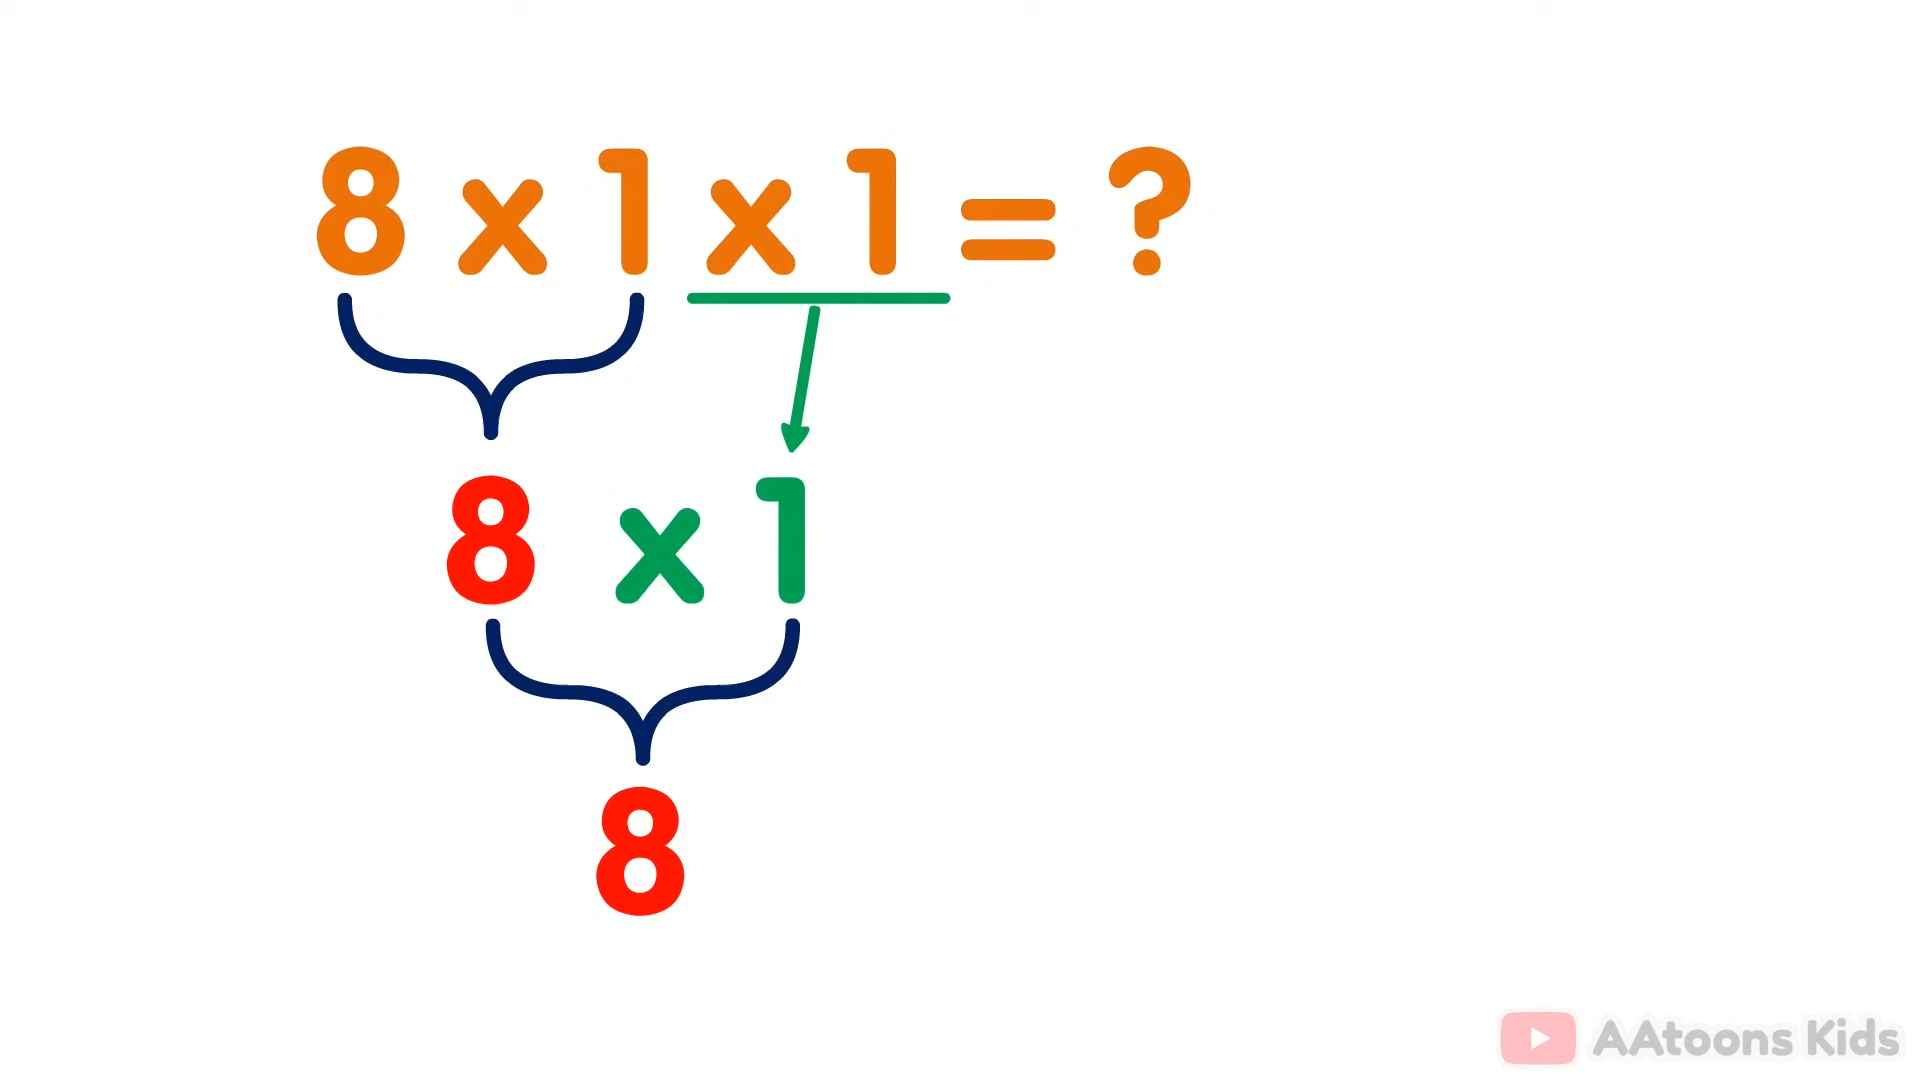 8 x 1 x 1 = ?
8 x 1
8
AAtoons Kids